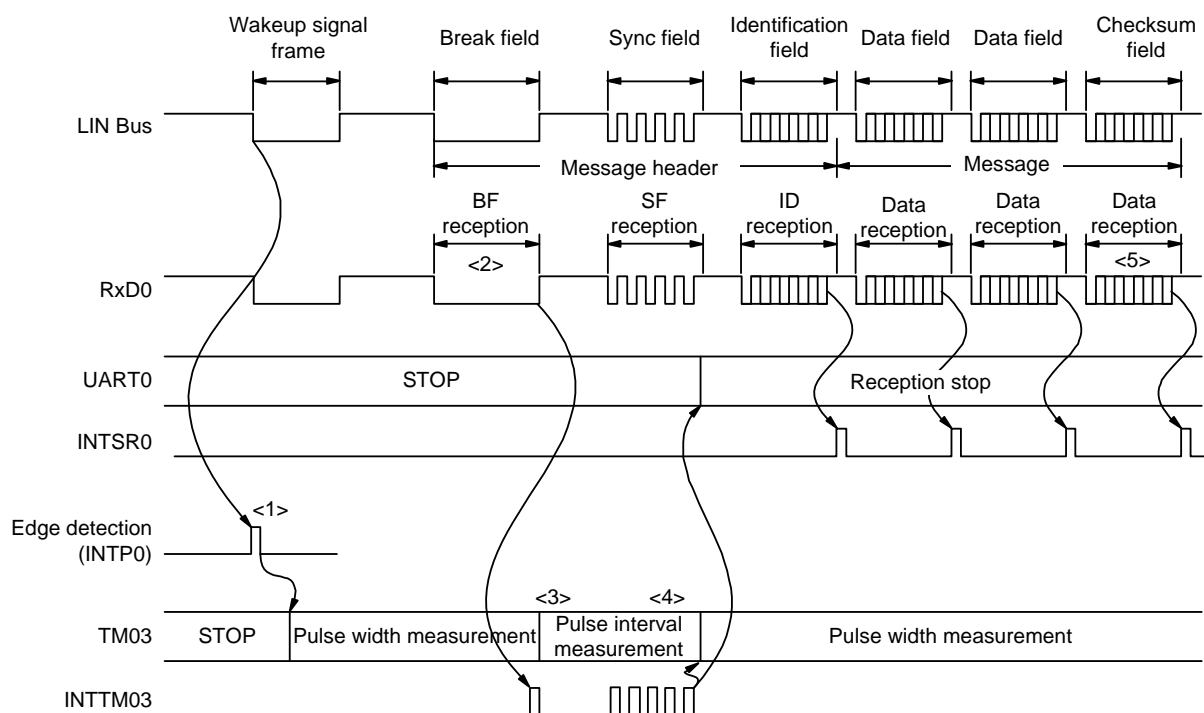 Wakeup signal
frame
Break field
Sync field
Identification
field
Data field
Data field
Checksum
field
LIN Bus
Message header
Message
BF
reception
SF
reception
ID
reception
Data
reception
Data
reception
Data
reception
<2>
<5>
RxD0
UART0
STOP
Reception stop
INTSR0
<1>
Edge detection
(INTP0)
<3>
<4>
TM03
STOP
Pulse width measurement
Pulse interval
measurement
Pulse width measurement
INTTM03